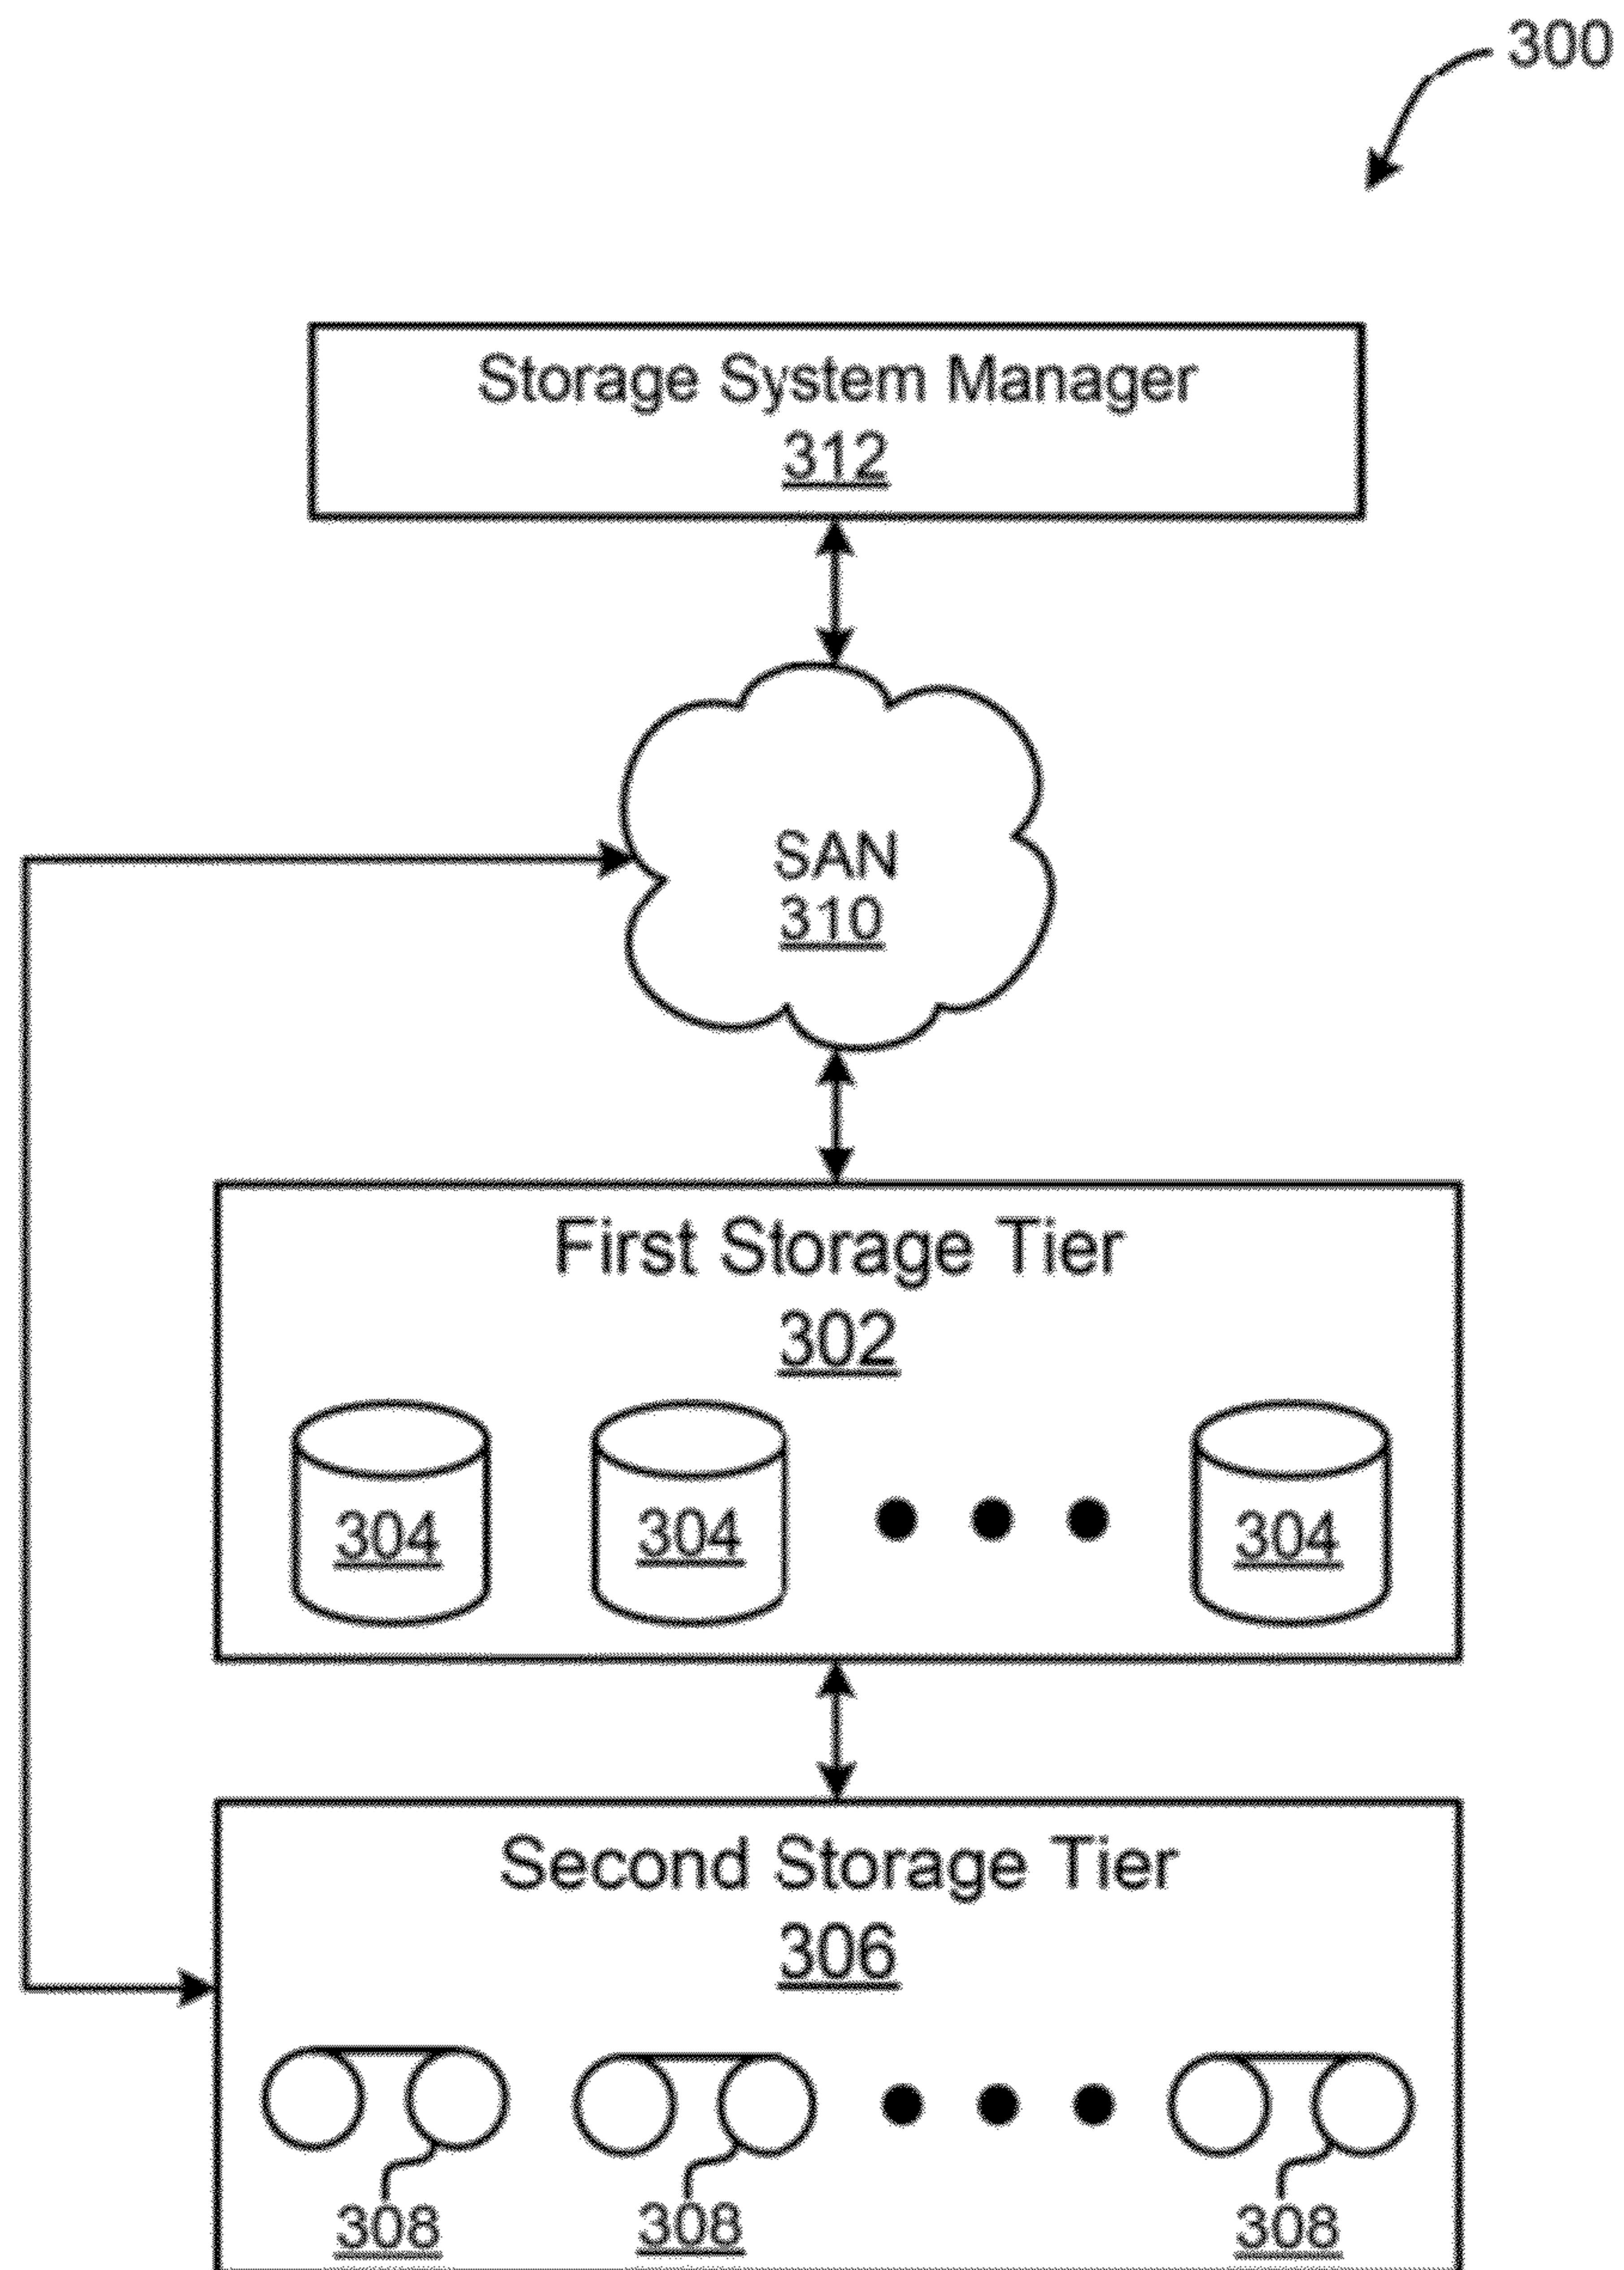 300
Storage System Manager
312
SAN
310
First Storage Tier
302
304 304 304
Second Storage Tier
306
308 308 308